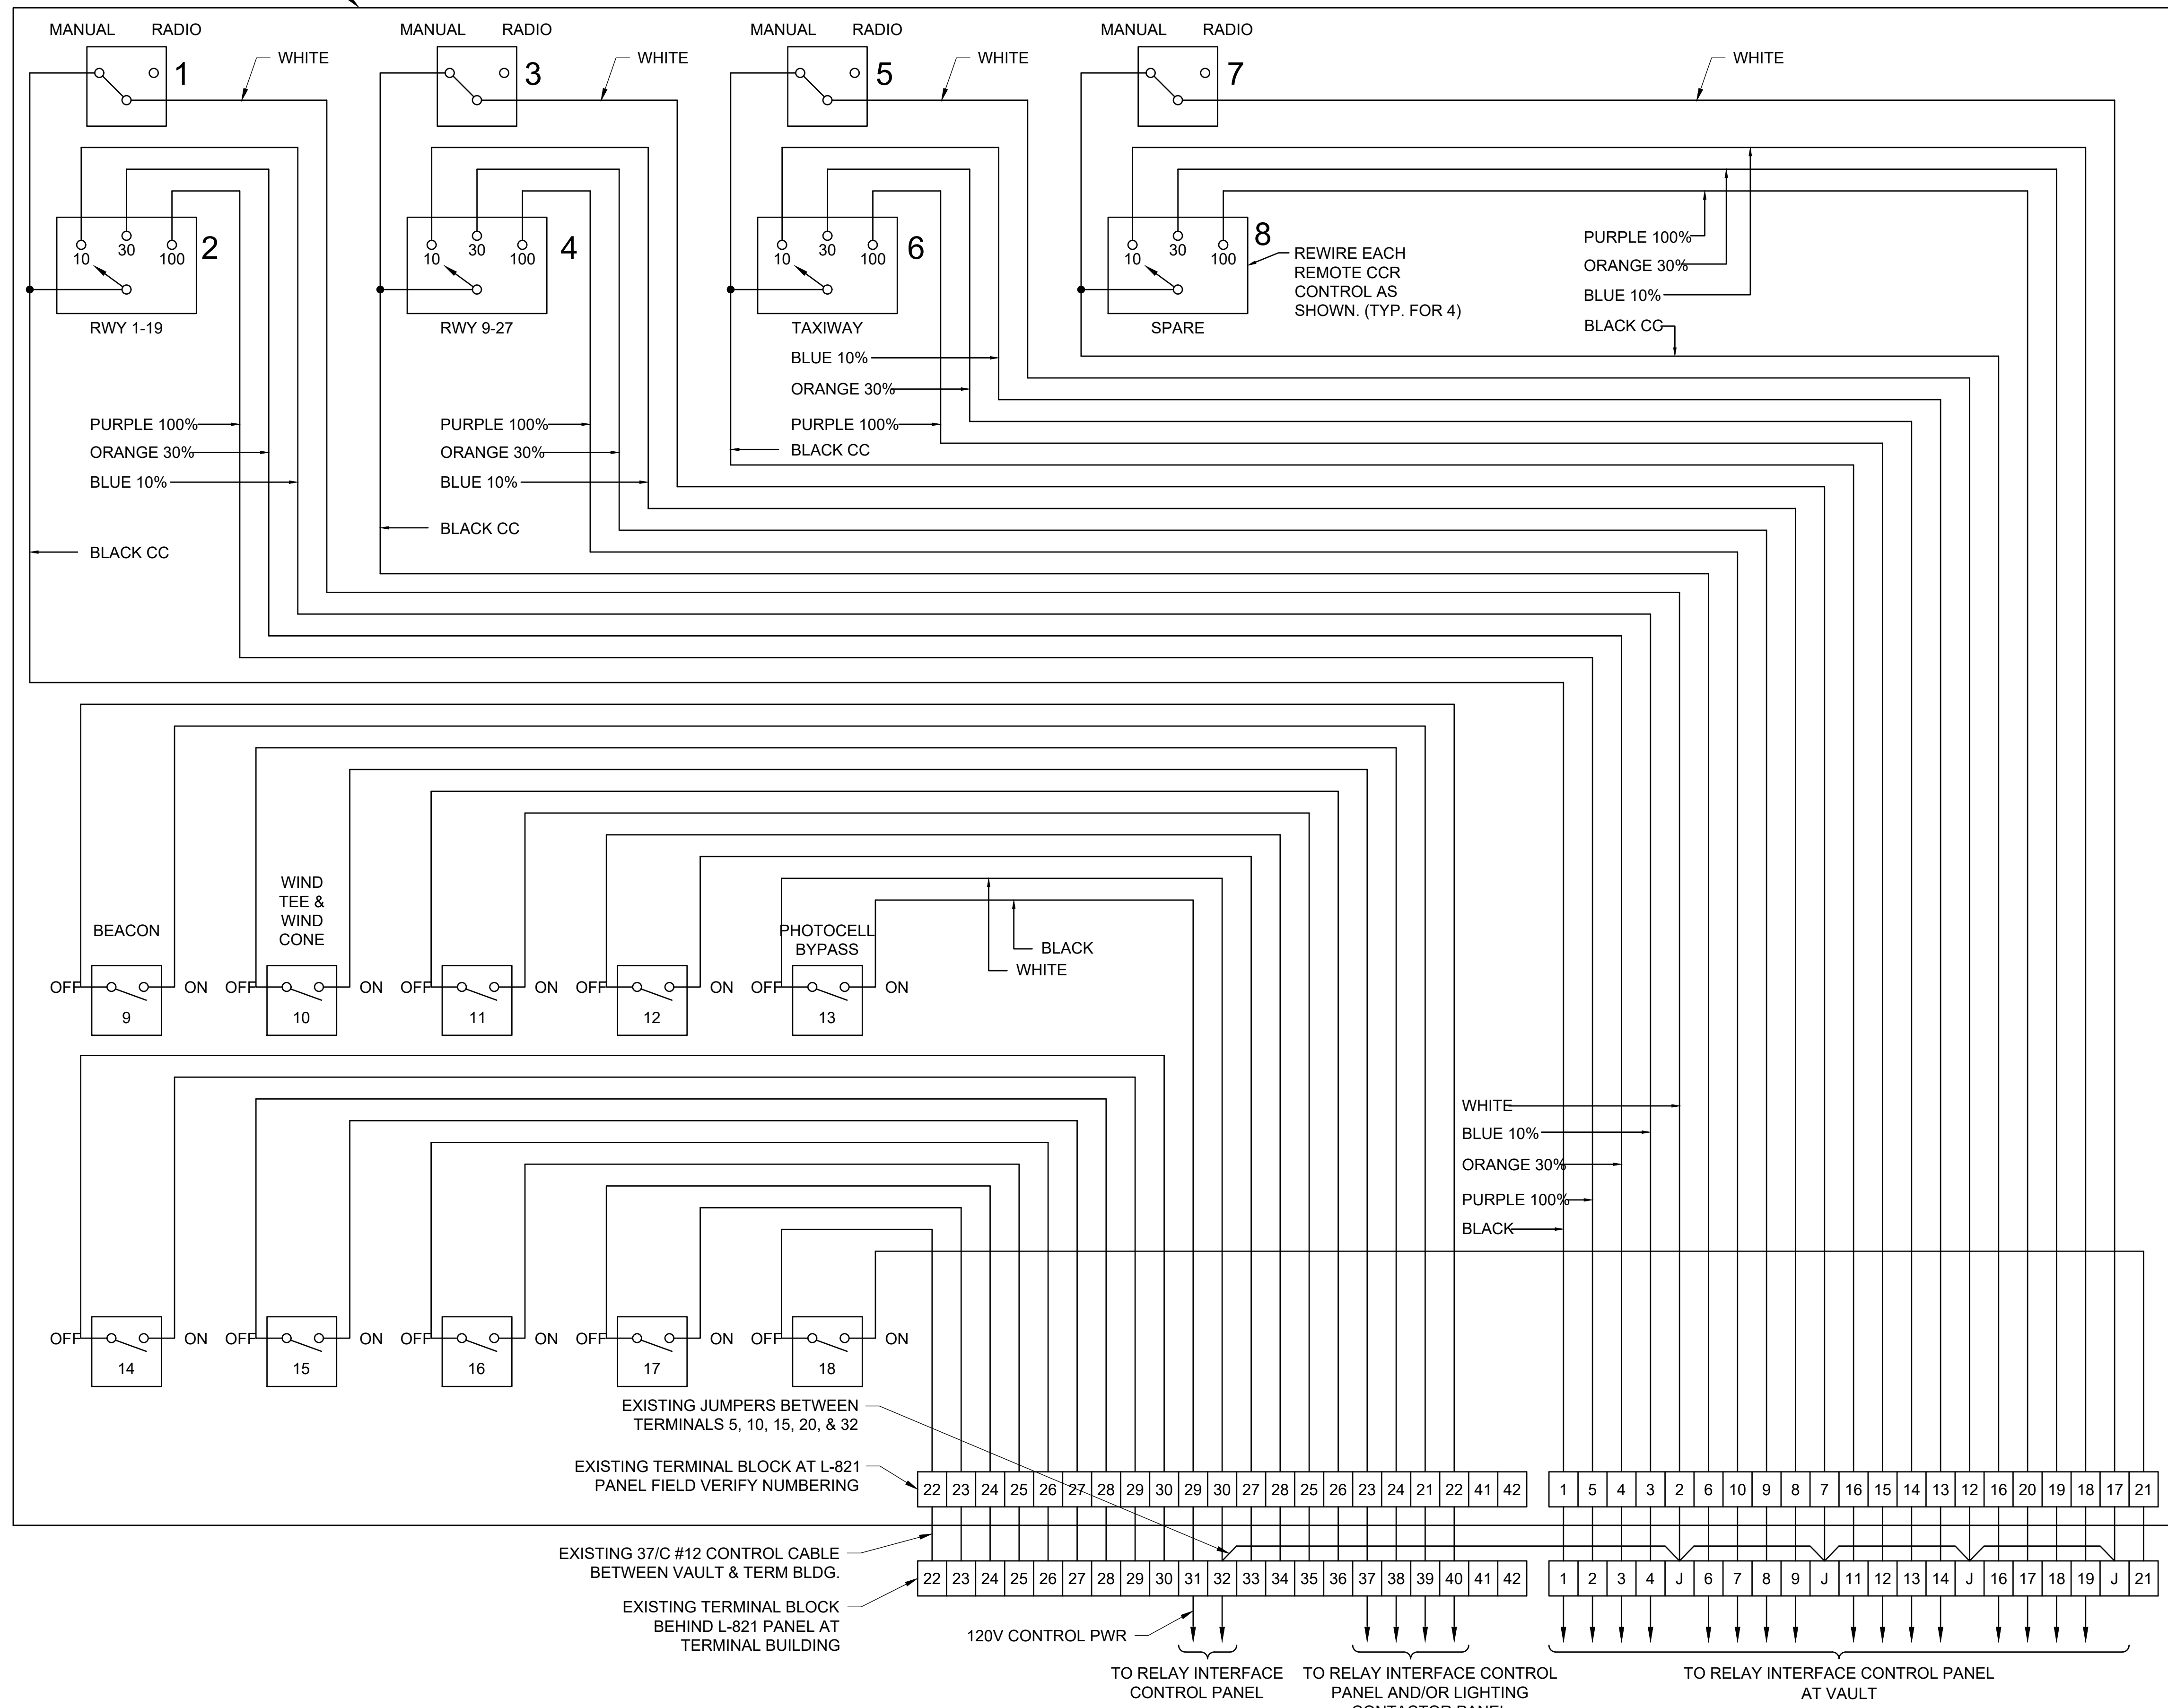 MANUAL RADIO MANUAL RADIO MANUAL RADIO MANUAL RADIO
1 WHITE 3 WHITE 5 WHITE 7 WHITE
10 30 100 2
RWY 1-19
10 30 100 4
RWY 9-27
10 30 100 6
TAXIWAY
10 30 100 8
SPARE
REWIRE EACH
REMOTE CCR
CONTROL AS
SHOWN. (TYP. FOR 4)
PURPLE 100%
ORANGE 30%
BLUE 10%
BLACK CC
PURPLE 100%
ORANGE 30%
BLUE 10%
BLACK CC
PURPLE 100%
ORANGE 30%
BLUE 10%
BLACK CC
BLUE 10%
ORANGE 30%
PURPLE 100%
BLACK CC
BEACON
WIND
TEE &
WIND
CONE
PHOTOCELL
BYPASS
BLACK
WHITE
OFF ON OFF ON OFF ON OFF ON OFF ON
9 10 11 12 13
WHITE
BLUE 10%
ORANGE 30%
PURPLE 100%
BLACK
OFF ON OFF ON OFF ON OFF ON OFF ON
14 15 16 17 18
EXISTING JUMPERS BETWEEN
TERMINALS 5, 10, 15, 20, & 32
EXISTING TERMINAL BLOCK AT L-821
PANEL FIELD VERIFY NUMBERING
22 23 24 25 26 27 28 29 30 29 30 27 28 25 26 23 24 21 22 41 42
1 5 4 3 2 6 10 9 8 7 16 15 14 13 12 16 20 19 18 17 21
EXISTING 37/C #12 CONTROL CABLE
BETWEEN VAULT & TERM BLDG.
22 23 24 25 26 27 28 29 30 31 32 33 34 35 36 37 38 39 40 41 42
1 2 3 4 J 6 7 8 9 J 11 12 13 14 J 16 17 18 19 J 21
EXISTING TERMINAL BLOCK
BEHIND L-821 PANEL AT
TERMINAL BUILDING
120V CONTROL PWR
TO RELAY INTERFACE
CONTROL PANEL
TO RELAY INTERFACE CONTROL
PANEL AND/OR LIGHTING
CONTACTOR PANEL
TO RELAY INTERFACE CONTROL PANEL
AT VAULT